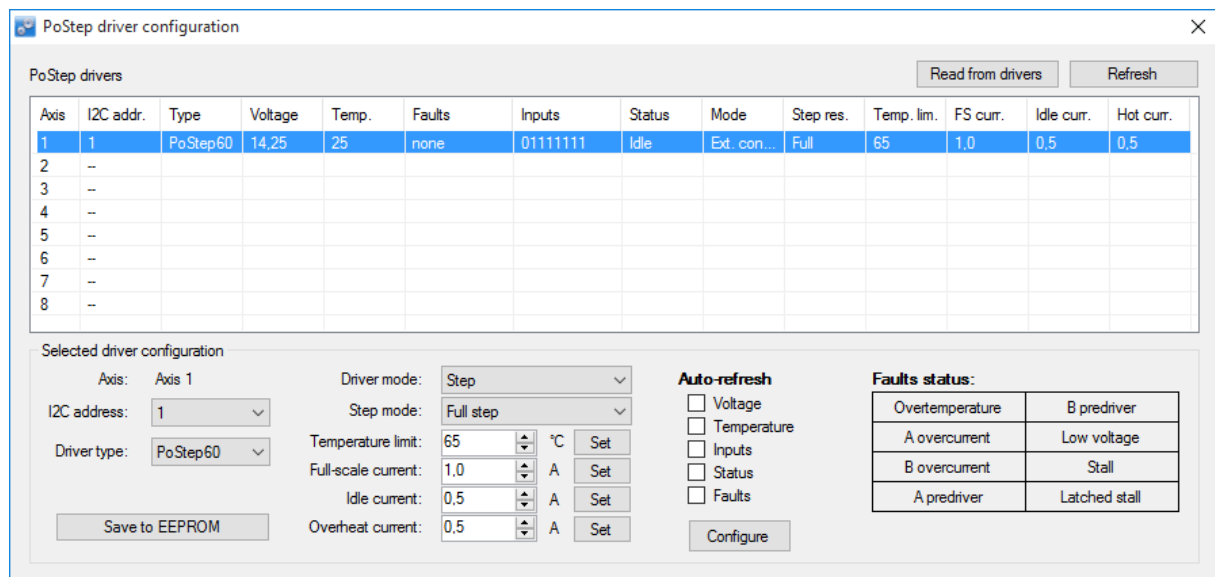 PoStep driver configuration
PoStep drivers Read from drivers Refresh
Axis I2C addr. Type Voltage Temp. Faults Inputs Status Mode Step res. Temp. lim. FS curr. Idle curr. Hot curr.
1 1 PoStep60 14,25 25 none 01111111 Idle Ext. con... Full 65 1,0 0,5 0,5
2 --
3 --
4 --
5 --
6 --
7 --
8 --
Selected driver configuration
Axis: Axis 1
I2C address: 1
Driver type: PoStep60
Save to EEPROM
Driver mode: Step
Step mode: Full step
Temperature limit: 65 °C Set
Full-scale current: 1,0 A Set
Idle current: 0,5 A Set
Overheat current: 0,5 A Set
Auto-refresh
Voltage
Temperature
Inputs
Status
Faults
Configure
Faults status:
Overtemperature B predriver
A overcurrent Low voltage
B overcurrent Stall
A predriver Latched stall